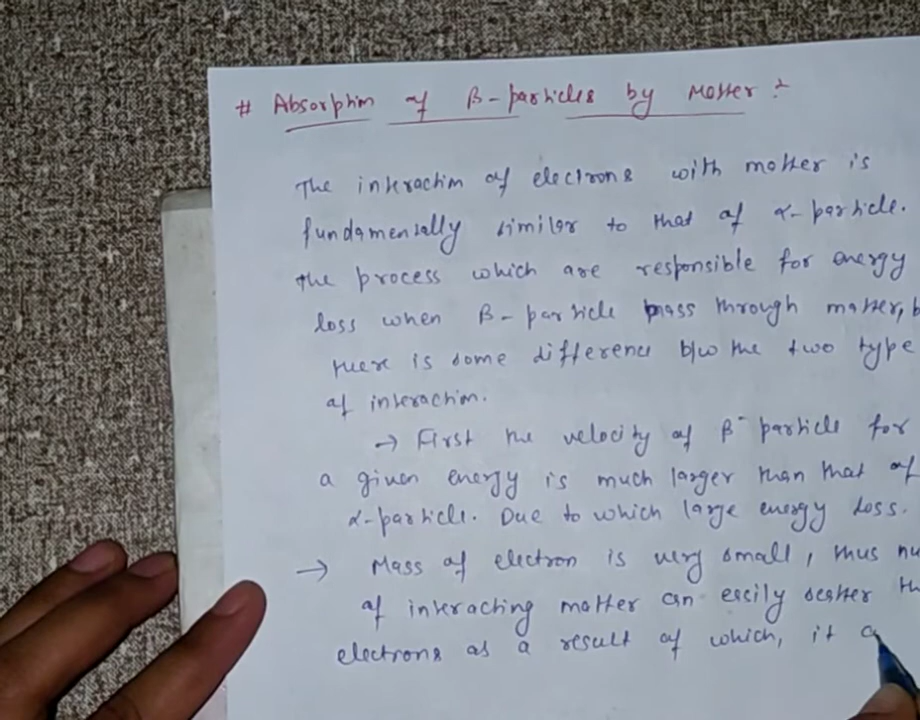 # Absorption of β-particles by Matter :-
The interaction of electrons with matter is
fundamentally similar to that of α-particle.
The process which are responsible for energy
loss when β-particle pass through matter, b
there is some difference b/w the two type
of interaction.
→ First the velocity of β⁻ particle for
a given energy is much larger than that of
α-particle. Due to which large energy loss.
→ Mass of electron is very small, thus nu
of interacting matter can easily scatter th
electrons as a result of which, it a